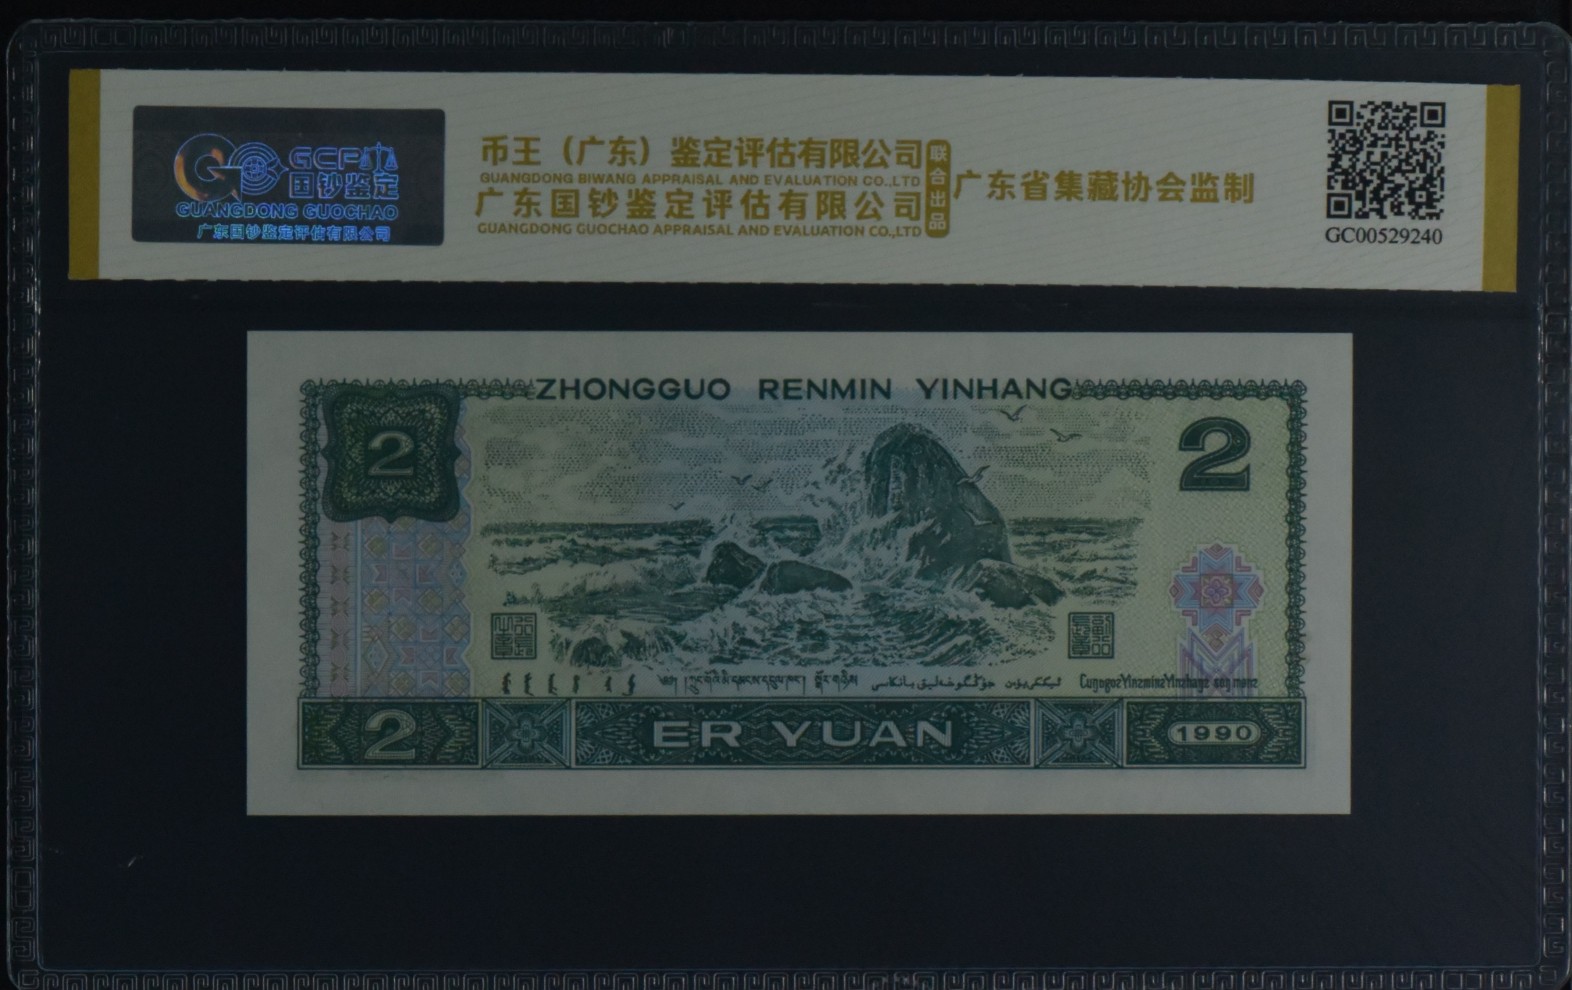 GCP
国钞鉴定
GUANGDONG GUOCHAO
广东国钞鉴定评估有限公司
币王（广东）鉴定评估有限公司
GUANGDONG BIWANG APPRAISAL AND EVALUATION CO.,LTD
广东国钞鉴定评估有限公司
GUANGDONG GUOCHAO APPRAISAL AND EVALUATION CO.,LTD
联合出品
广东省集藏协会监制
GC00529240
ZHONGGUO RENMIN YINHANG
2
2
2
ER YUAN
1990